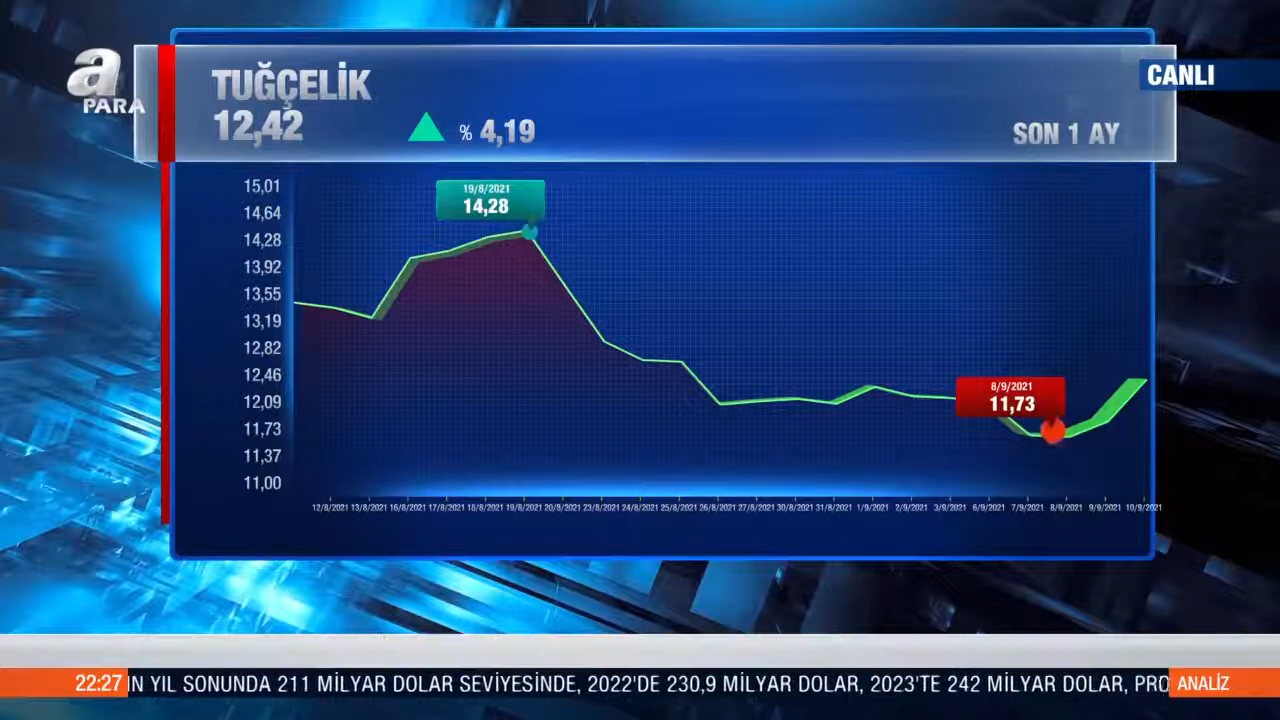 a
PARA
CANLI
TUĞÇELİK
12,42
% 4,19
SON 1 AY
15,01
14,64
14,28
13,92
13,55
13,19
12,82
12,46
12,09
11,73
11,37
11,00
19/8/2021
14,28
8/9/2021
11,73
12/8/2021 13/8/2021 16/8/2021 17/8/2021 18/8/2021 19/8/2021 20/8/2021 23/8/2021 24/8/2021 25/8/2021 26/8/2021 27/8/2021 30/8/2021 31/8/2021 1/9/2021 2/9/2021 3/9/2021 6/9/2021 7/9/2021 8/9/2021 9/9/2021 10/9/2021
22:27 IN YIL SONUNDA 211 MİLYAR DOLAR SEVİYESİNDE, 2022'DE 230,9 MİLYAR DOLAR, 2023'TE 242 MİLYAR DOLAR, PRO ANALİZ